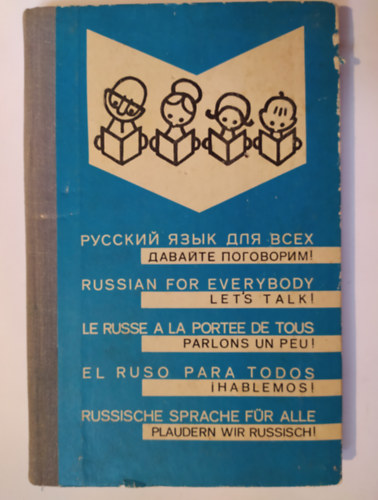 РУССКИЙ ЯЗЫК ДЛЯ ВСЕХ
ДАВАЙТЕ ПОГОВОРИМ!
RUSSIAN FOR EVERYBODY
LET'S TALK!
LE RUSSE A LA PORTEE DE TOUS
PARLONS UN PEU!
EL RUSO PARA TODOS
¡HABLEMOS!
RUSSISCHE SPRACHE FÜR ALLE
PLAUDERN WIR RUSSISCH!